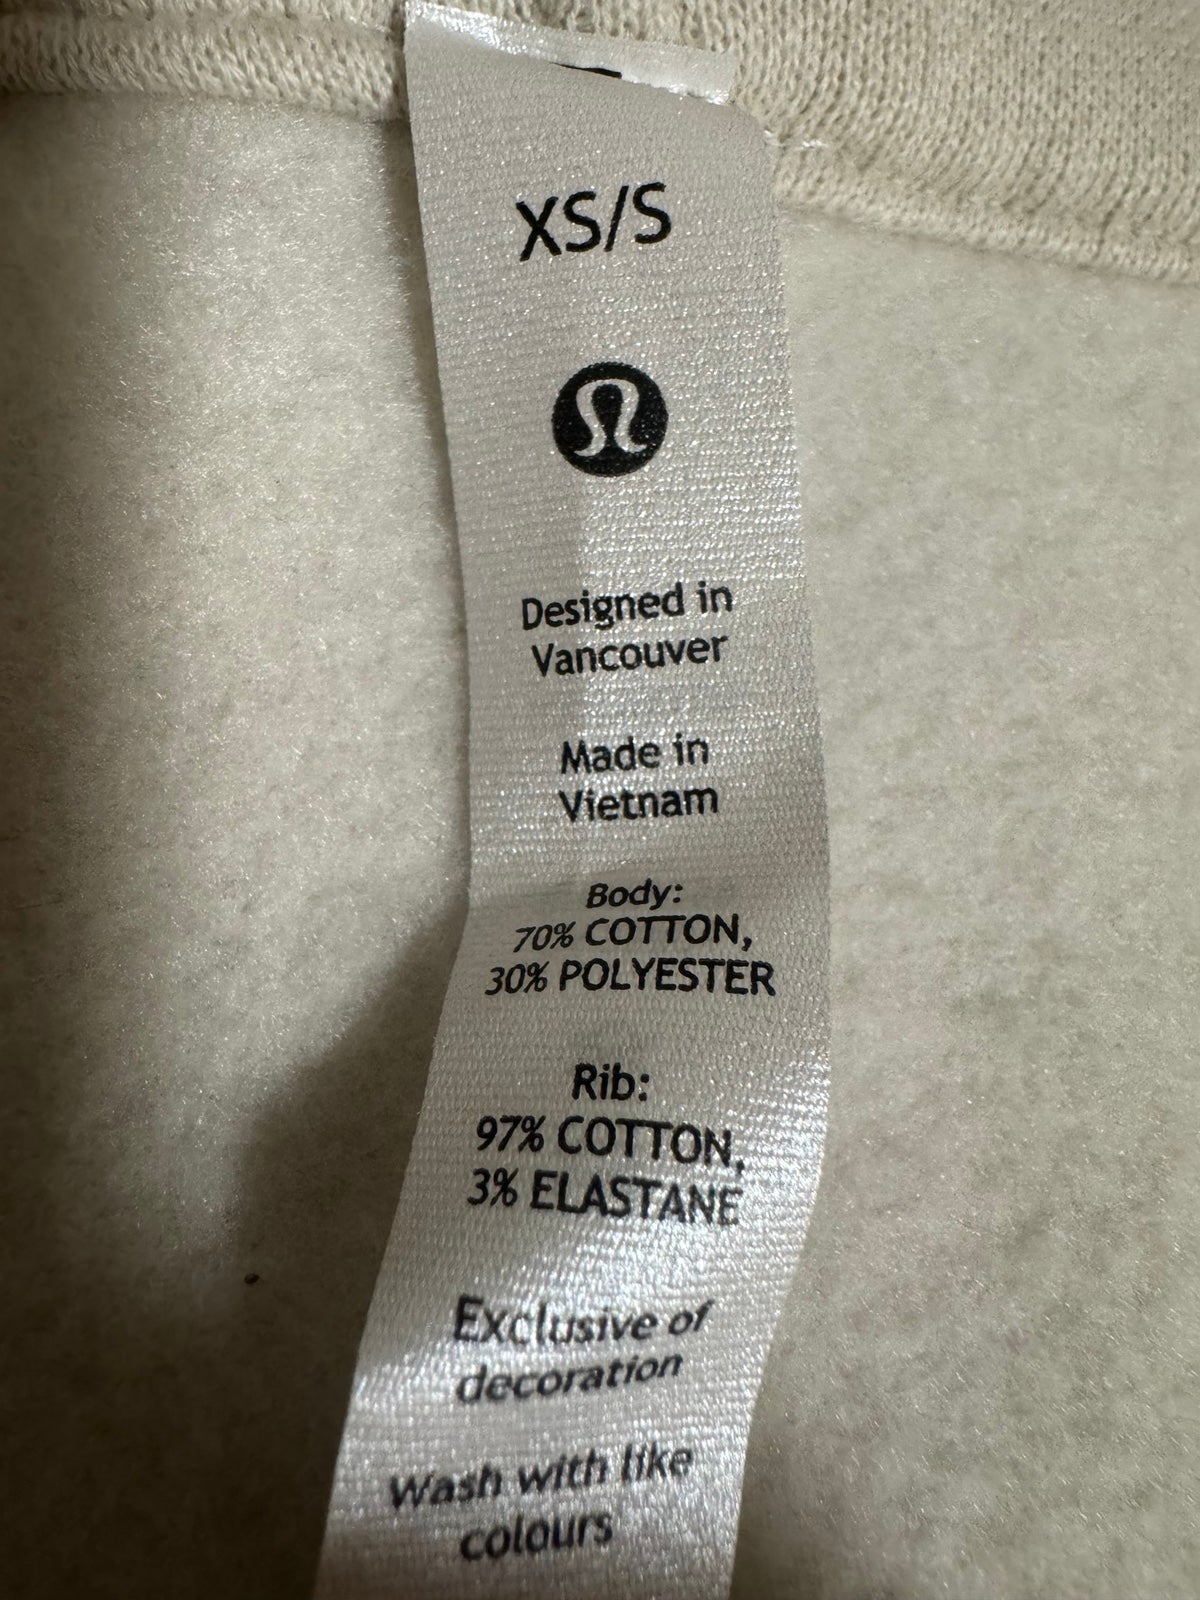 XS/S
Designed in
Vancouver
Made in
Vietnam
Body:
70% COTTON,
30% POLYESTER
Rib:
97% COTTON,
3% ELASTANE
Exclusive of
decoration
Wash with like
colours